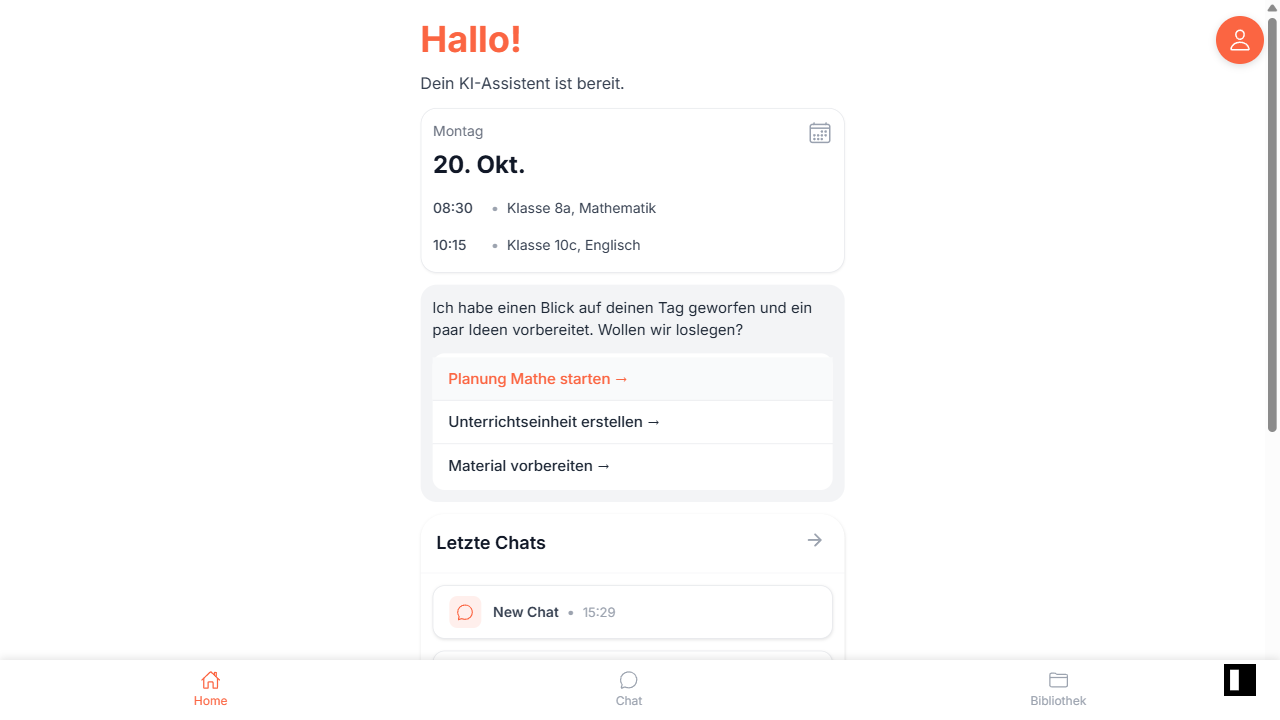 Hallo!
Dein KI-Assistent ist bereit.
Montag
20. Okt.
08:30 • Klasse 8a, Mathematik
10:15 • Klasse 10c, Englisch
Ich habe einen Blick auf deinen Tag geworfen und ein
paar Ideen vorbereitet. Wollen wir loslegen?
Planung Mathe starten →
Unterrichtseinheit erstellen →
Material vorbereiten →
Letzte Chats
New Chat • 15:29
Home
Chat
Bibliothek